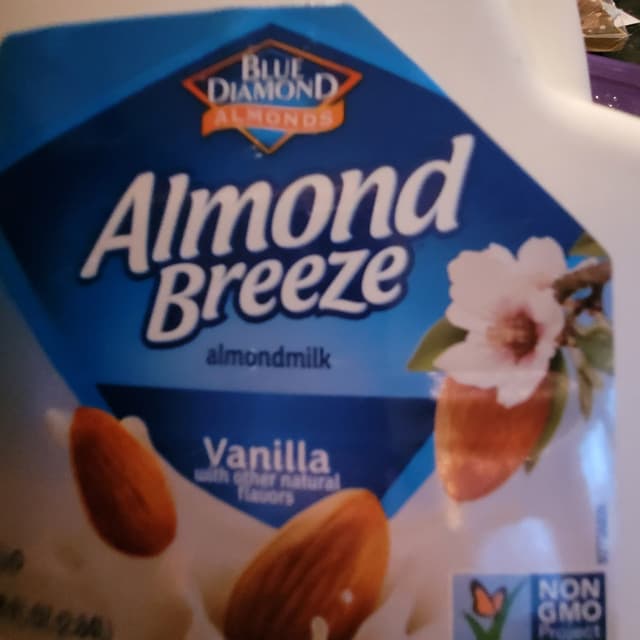 BLUE
DIAMOND
ALMONDS
Almond
Breeze
almondmilk
Vanilla
with other natural
flavors
NON
GMO